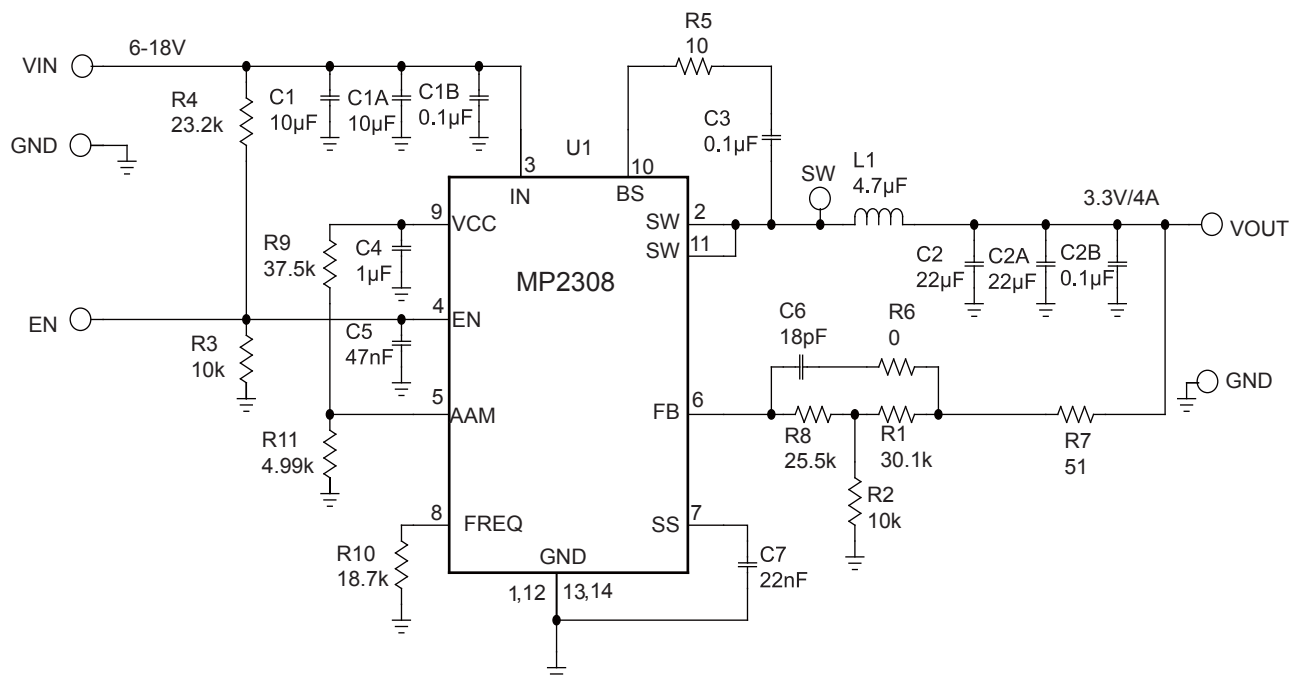 VIN
6-18V
GND
EN
R4
23.2k
C1
10µF
C1A
10µF
C1B
0.1µF
R5
10
C3
0.1µF
SW
L1
4.7µF
3.3V/4A
VOUT
C2
22µF
C2A
22µF
C2B
0.1µF
U1
3
IN
10
BS
9
VCC
SW
2
SW
11
MP2308
R9
37.5k
C4
1µF
4
EN
C5
47nF
R3
10k
5
AAM
R11
4.99k
C6
18pF
R6
0
FB
6
R8
25.5k
R1
30.1k
R7
51
GND
R2
10k
8
FREQ
R10
18.7k
SS
7
C7
22nF
GND
1,12
13,14